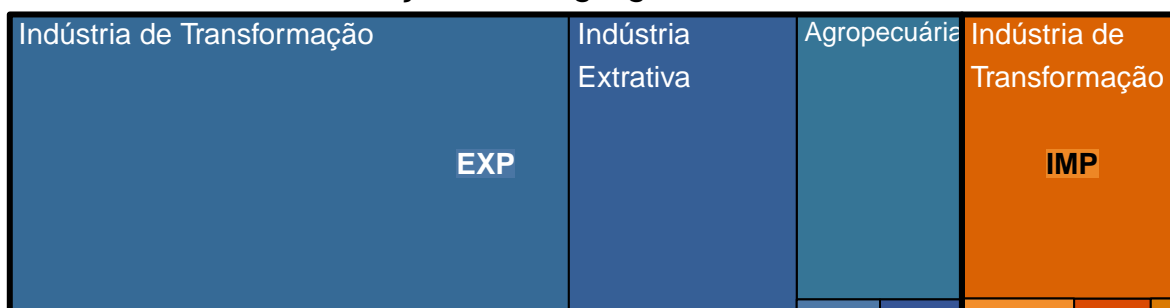 Indústria de Transformação
EXP
Indústria
Extrativa
Agropecuária
Indústria de
Transformação
IMP